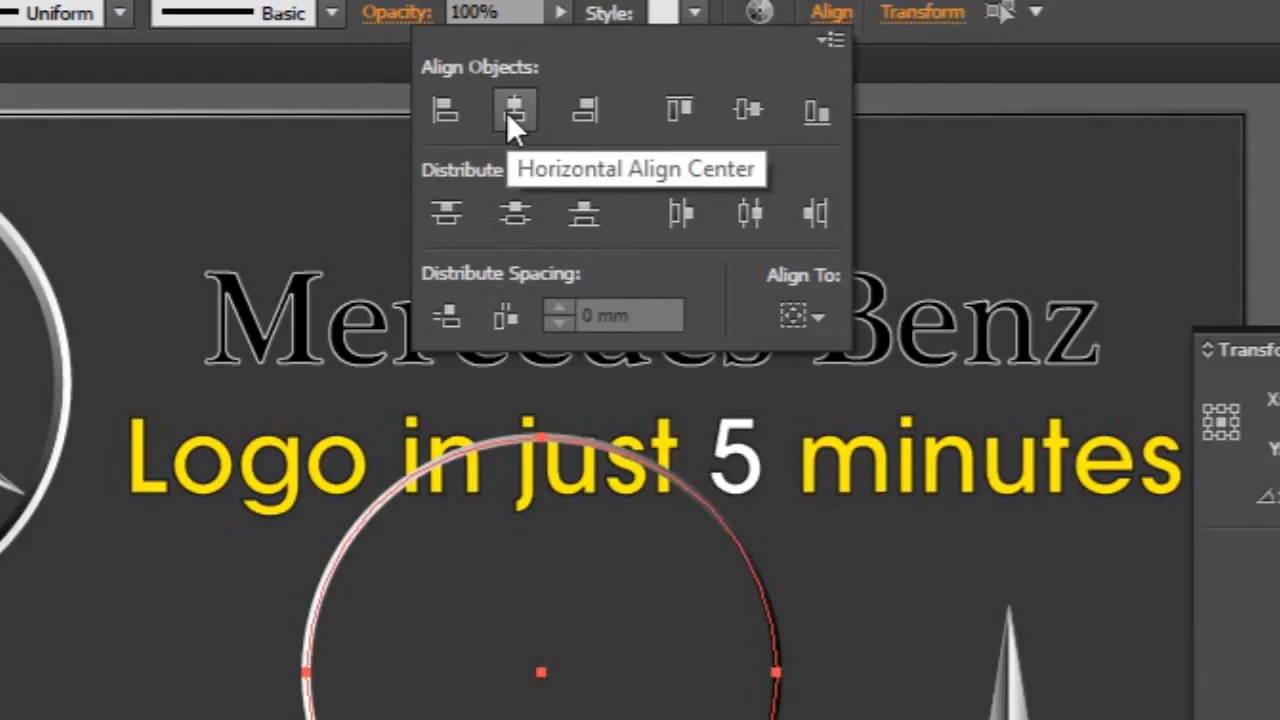 Uniform Basic Opacity: 100% Style: Align Transform
Align Objects:
Distribute
Horizontal Align Center
Distribute Spacing: Align To:
0 mm
Mercedes Benz
Transfo
X:
Logo in just 5 minutes
Y: